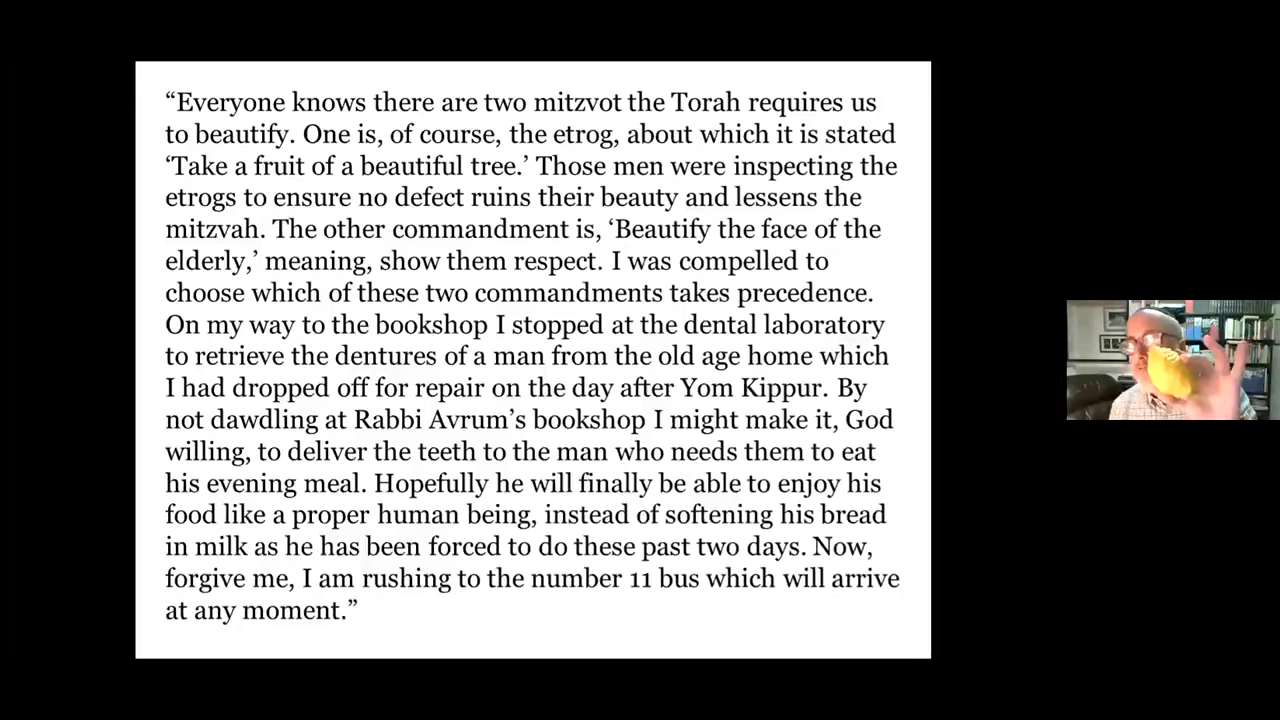 “Everyone knows there are two mitzvot the Torah requires us
to beautify. One is, of course, the etrog, about which it is stated
‘Take a fruit of a beautiful tree.’ Those men were inspecting the
etrogs to ensure no defect ruins their beauty and lessens the
mitzvah. The other commandment is, ‘Beautify the face of the
elderly,’ meaning, show them respect. I was compelled to
choose which of these two commandments takes precedence.
On my way to the bookshop I stopped at the dental laboratory
to retrieve the dentures of a man from the old age home which
I had dropped off for repair on the day after Yom Kippur. By
not dawdling at Rabbi Avrum’s bookshop I might make it, God
willing, to deliver the teeth to the man who needs them to eat
his evening meal. Hopefully he will finally be able to enjoy his
food like a proper human being, instead of softening his bread
in milk as he has been forced to do these past two days. Now,
forgive me, I am rushing to the number 11 bus which will arrive
at any moment.”